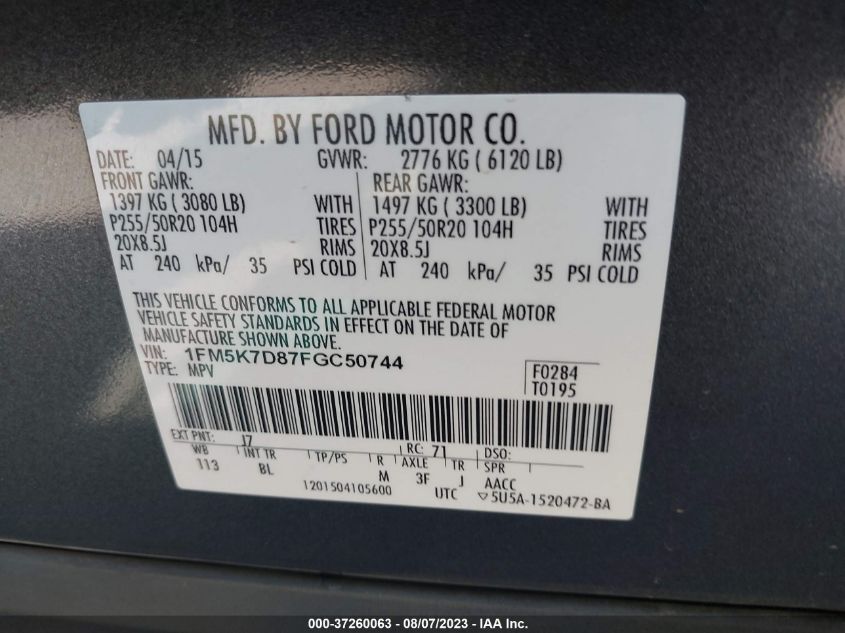 MFD. BY FORD MOTOR CO.
DATE: 04/15 GVWR: 2776 KG ( 6120 LB)
FRONT GAWR: REAR GAWR:
1397 KG ( 3080 LB) WITH 1497 KG ( 3300 LB) WITH
P255/50R20 104H TIRES P255/50R20 104H TIRES
20X8.5J RIMS 20X8.5J RIMS
AT 240 kPa/ 35 PSI COLD AT 240 kPa/ 35 PSI COLD
THIS VEHICLE CONFORMS TO ALL APPLICABLE FEDERAL MOTOR
VEHICLE SAFETY STANDARDS IN EFFECT ON THE DATE OF
MANUFACTURE SHOWN ABOVE.
VIN: 1FM5K7D87FGC50744
TYPE: MPV
F0284
T0195
EXT PNT: J7 RC: 71 DSO:
WB INT TR TP/PS R AXLE TR SPR
113 BL M 3F J AACC
1201504105600 UTC ▽5U5A-1520472-BA
000-37260063 - 08/07/2023 - IAA Inc.